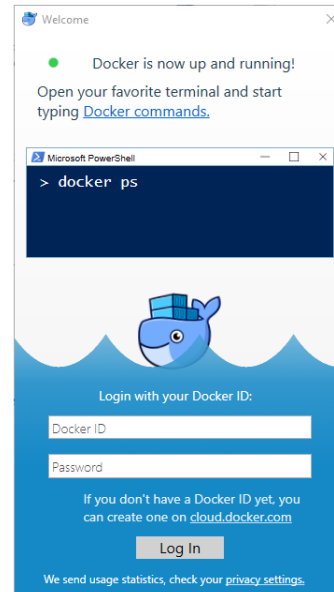 Welcome
Docker is now up and running!
Open your favorite terminal and start
typing Docker commands.
Microsoft PowerShell
> docker ps
Login with your Docker ID:
Docker ID
Password
If you don't have a Docker ID yet, you
can create one on cloud.docker.com
Log In
We send usage statistics, check your privacy settings.